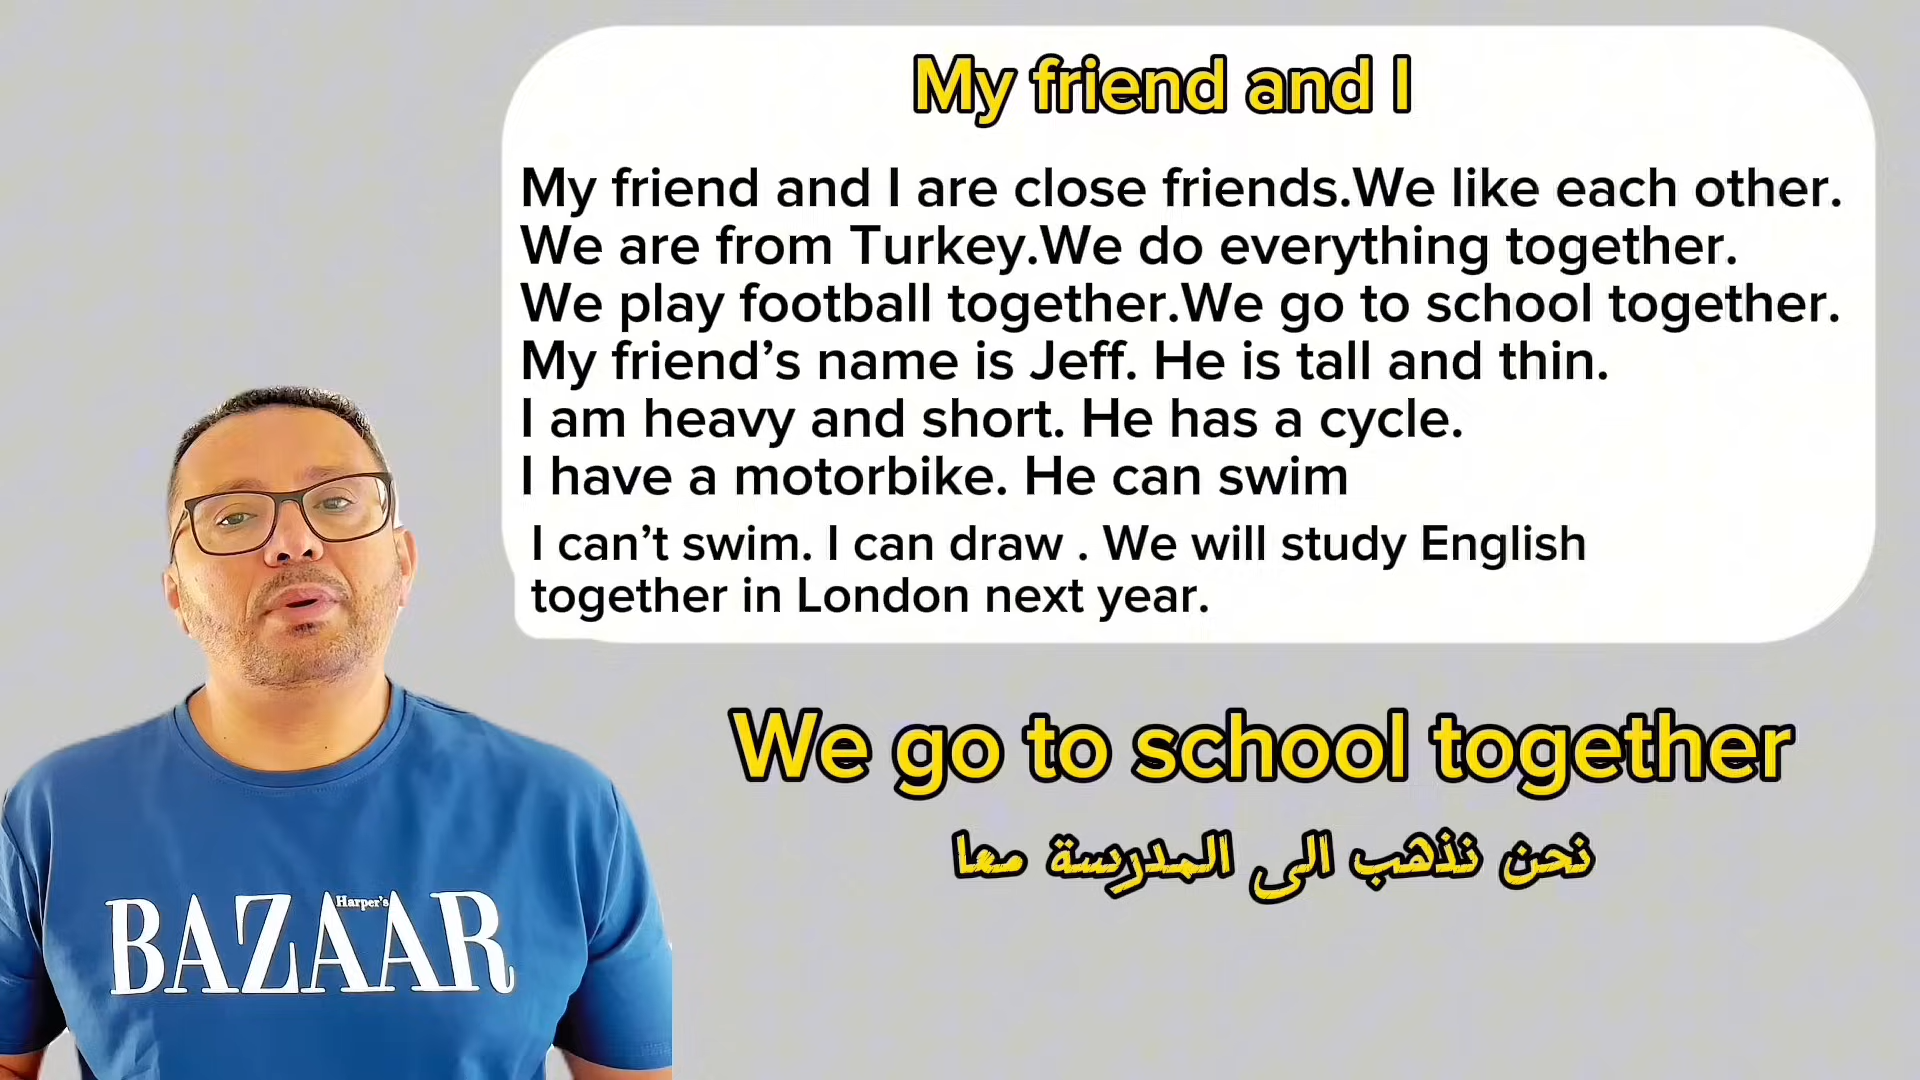 My friend and I
My friend and I are close friends.We like each other.
We are from Turkey.We do everything together.
We play football together.We go to school together.
My friend’s name is Jeff. He is tall and thin.
I am heavy and short. He has a cycle.
I have a motorbike. He can swim
I can’t swim. I can draw . We will study English
together in London next year.
We go to school together
نحن نذهب الى المدرسة معا
Harper's
BAZAAR